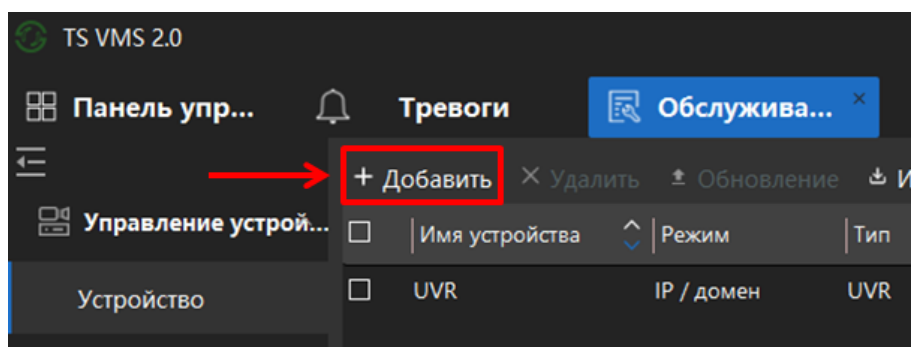 TS VMS 2.0
Панель упр... Тревоги Обслужива... ×
+ Добавить × Удалить Обновление И
Управление устрой... Имя устройства Режим Тип
Устройство UVR IP / домен UVR